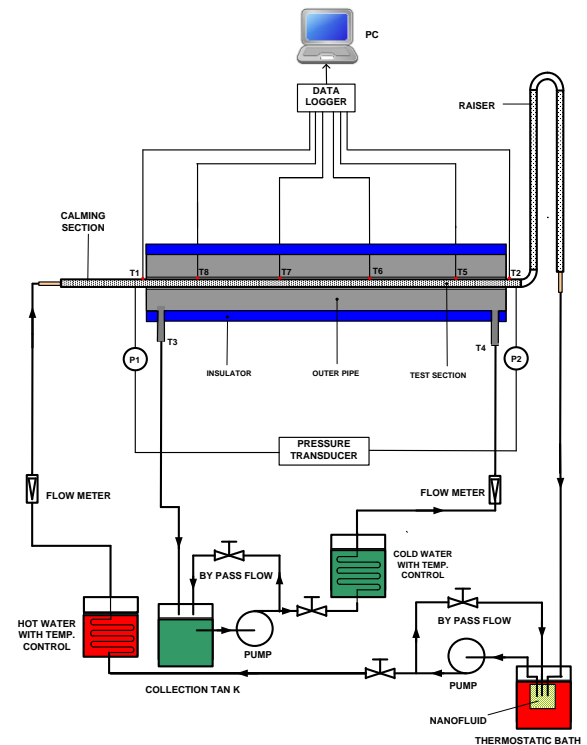 PC
DATA
LOGGER
RAISER
CALMING
SECTION
T1
T8
T7
T6
T5
T2
T3
T4
P1
P2
INSULATOR
OUTER PIPE
TEST SECTION
PRESSURE
TRANSDUCER
FLOW METER
FLOW METER
COLD WATER
WITH TEMP.
CONTROL
BY PASS FLOW
PUMP
HOT WATER
WITH TEMP.
CONTROL
COLLECTION TAN K
BY PASS FLOW
PUMP
NANOFLUID
THERMOSTATIC BATH